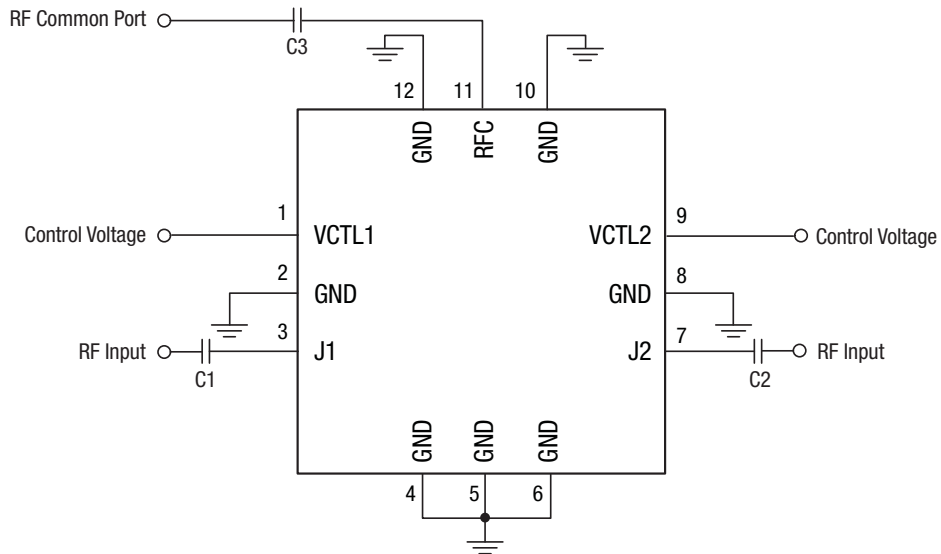 RF Common Port
C3
12 11 10
GND RFC GND
1 9
Control Voltage VCTL1 VCTL2 Control Voltage
2 8
GND GND
3 7
RF Input J1 J2 RF Input
C1 C2
GND GND GND
4 5 6